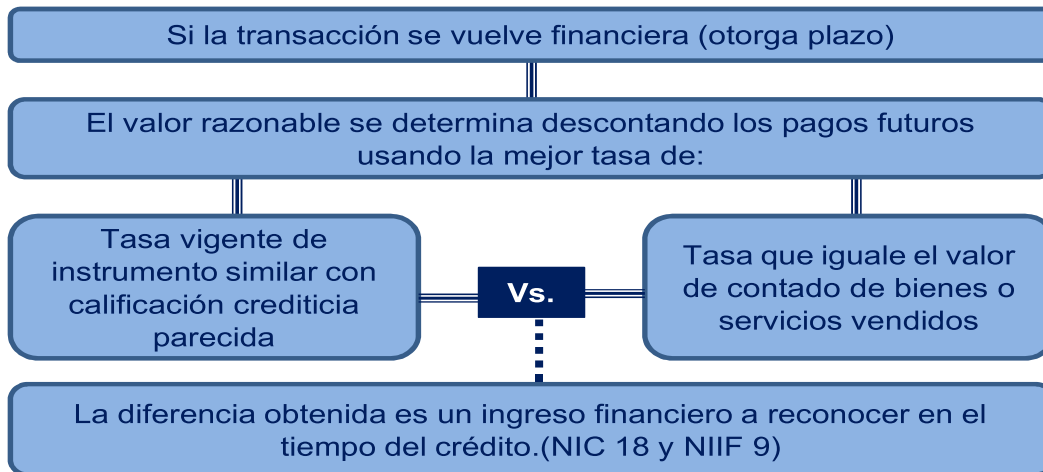 Si la transacción se vuelve financiera (otorga plazo)
El valor razonable se determina descontando los pagos futuros
usando la mejor tasa de:
Tasa vigente de
instrumento similar con
calificación crediticia
parecida
Vs.
Tasa que iguale el valor
de contado de bienes o
servicios vendidos
La diferencia obtenida es un ingreso financiero a reconocer en el
tiempo del crédito.(NIC 18 y NIIF 9)